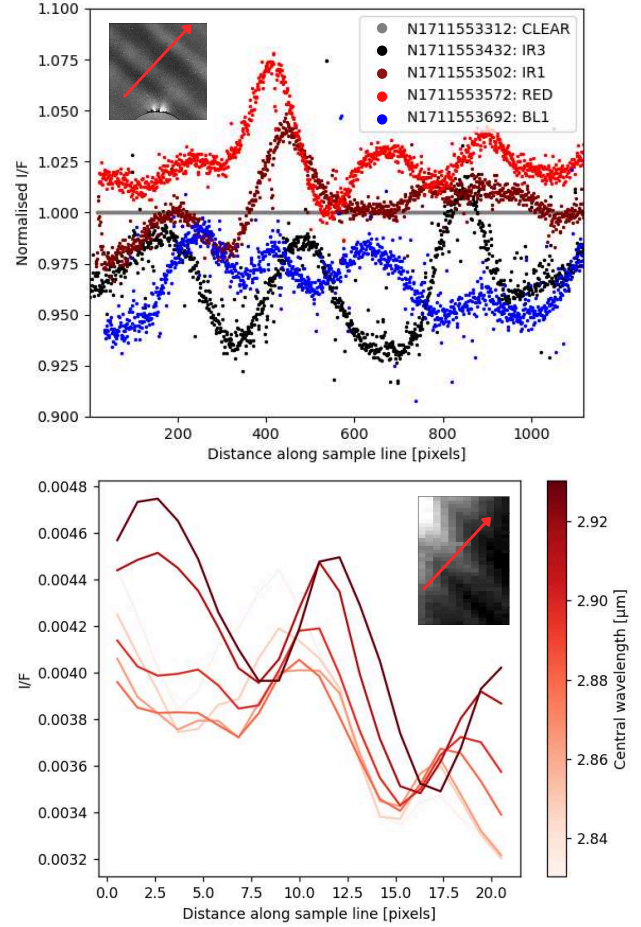 1.100
1.075
1.050
1.025
1.000
0.975
0.950
0.925
0.900
Normalised I/F
N1711553312: CLEAR
N1711553432: IR3
N1711553502: IR1
N1711553572: RED
N1711553692: BL1
200 400 600 800 1000
Distance along sample line [pixels]
0.0048
0.0046
0.0044
0.0042
0.0040
0.0038
0.0036
0.0034
0.0032
I/F
0.0 2.5 5.0 7.5 10.0 12.5 15.0 17.5 20.0
Distance along sample line [pixels]
2.92
2.90
2.88
2.86
2.84
Central wavelength [μm]